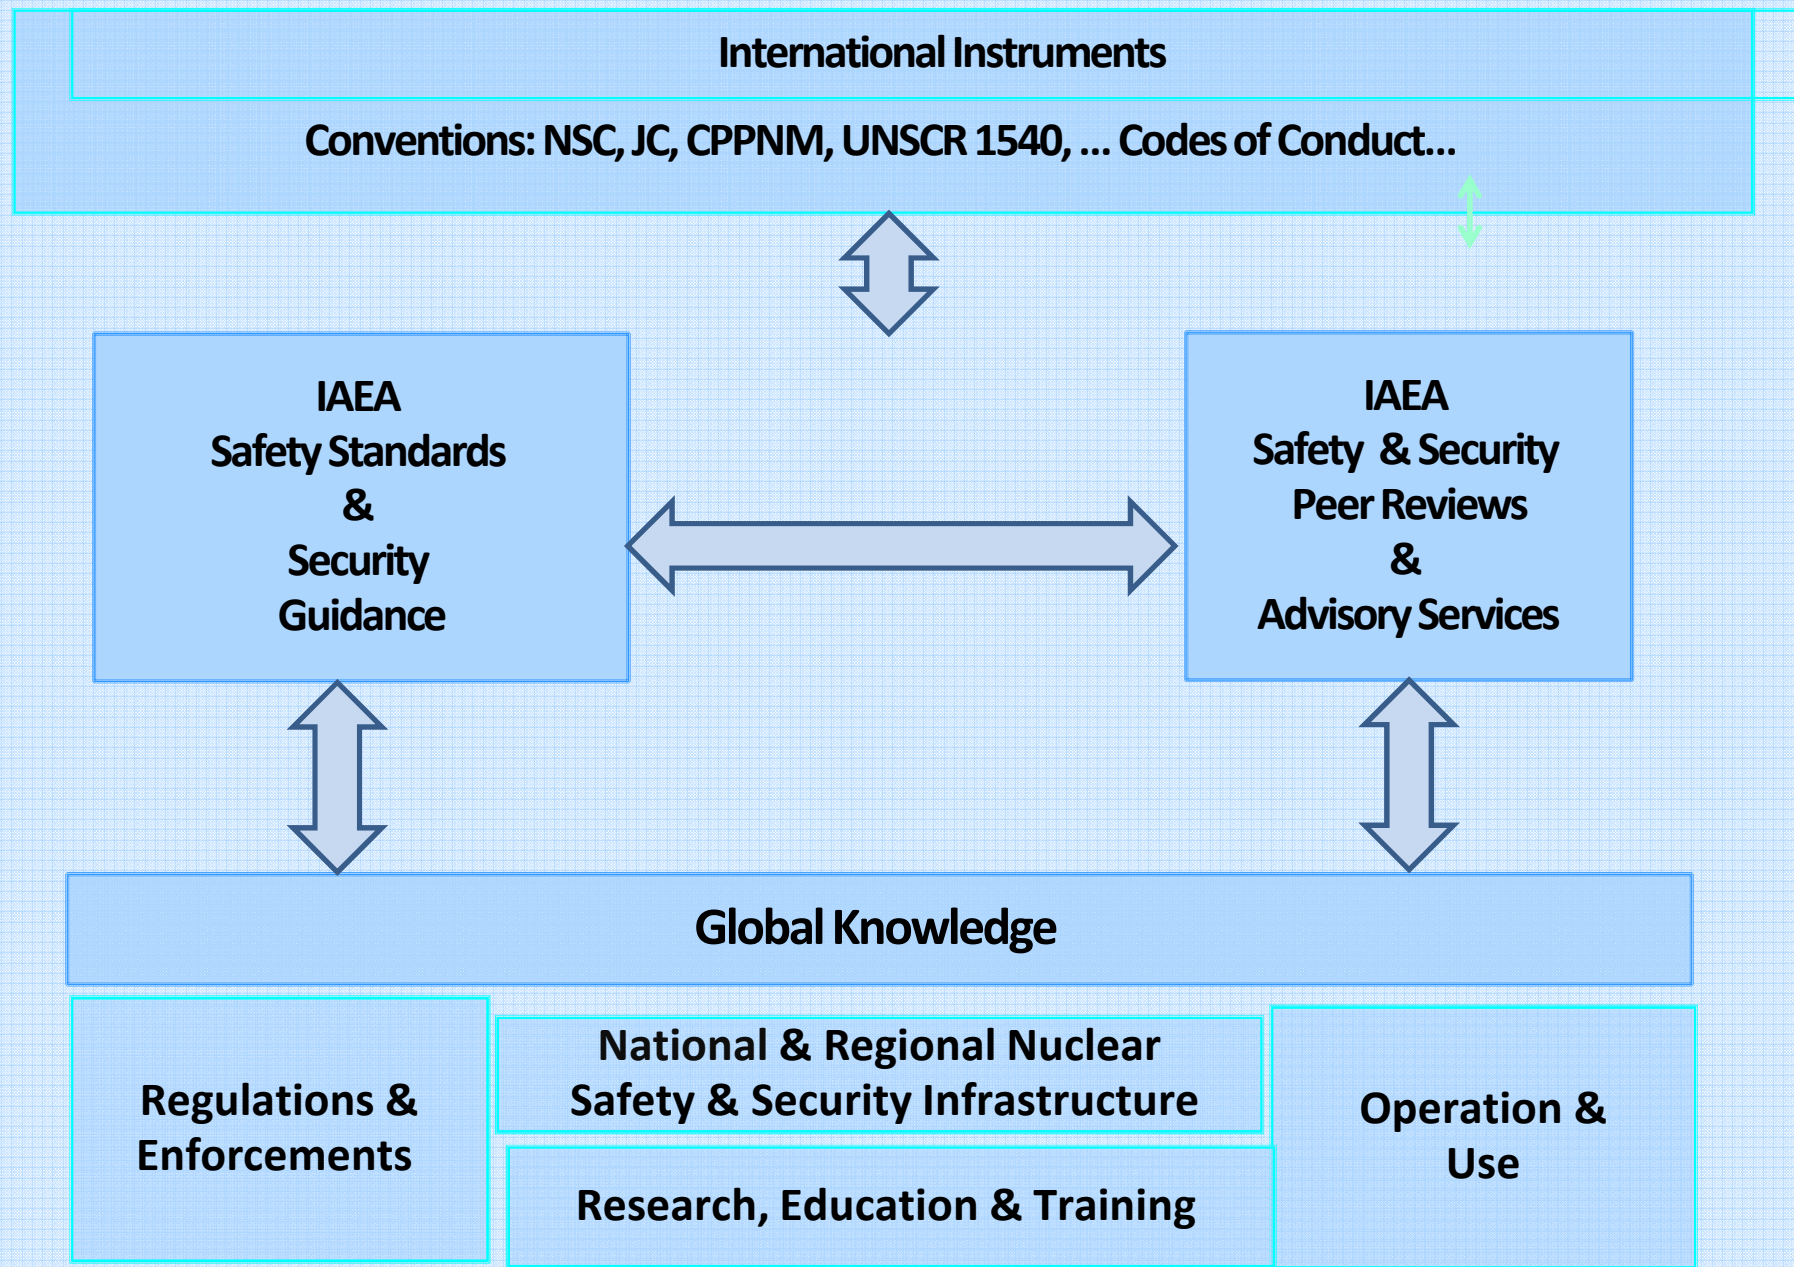 International Instruments
Conventions: NSC, JC, CPPNM, UNSCR 1540, ... Codes of Conduct...
IAEA
Safety Standards
&
Security
Guidance
IAEA
Safety & Security
Peer Reviews
&
Advisory Services
Global Knowledge
Regulations &
Enforcements
National & Regional Nuclear
Safety & Security Infrastructure
Research, Education & Training
Operation &
Use